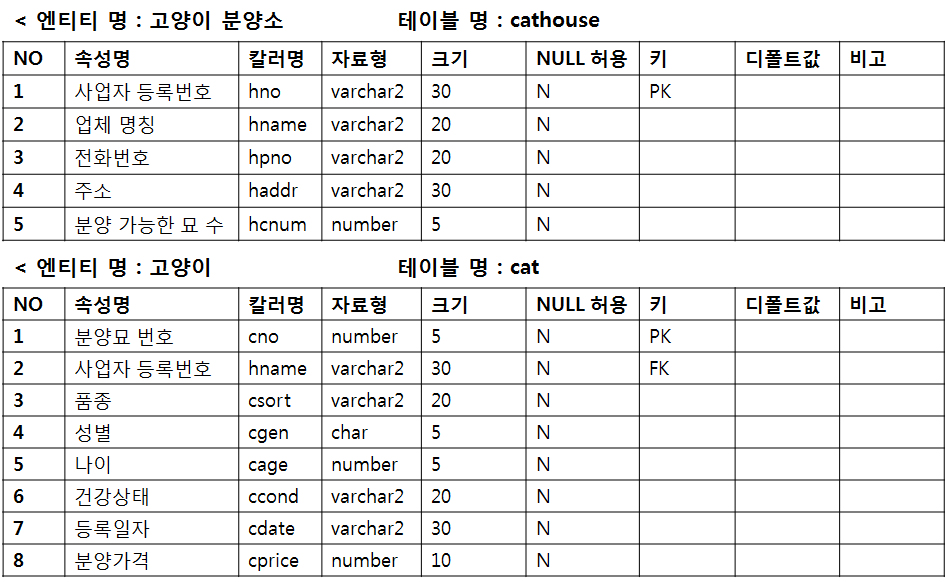 < 엔티티 명 : 고양이 분양소 테이블 명 : cathouse
NO 속성명 칼러명 자료형 크기 NULL 허용 키 디폴트값 비고
1 사업자 등록번호 hno varchar2 30 N PK
2 업체 명칭 hname varchar2 20 N
3 전화번호 hpno varchar2 20 N
4 주소 haddr varchar2 30 N
5 분양 가능한 묘 수 hcnum number 5 N
< 엔티티 명 : 고양이 테이블 명 : cat
NO 속성명 칼러명 자료형 크기 NULL 허용 키 디폴트값 비고
1 분양묘 번호 cno number 5 N PK
2 사업자 등록번호 hname varchar2 30 N FK
3 품종 csort varchar2 20 N
4 성별 cgen char 5 N
5 나이 cage number 5 N
6 건강상태 ccond varchar2 20 N
7 등록일자 cdate varchar2 30 N
8 분양가격 cprice number 10 N